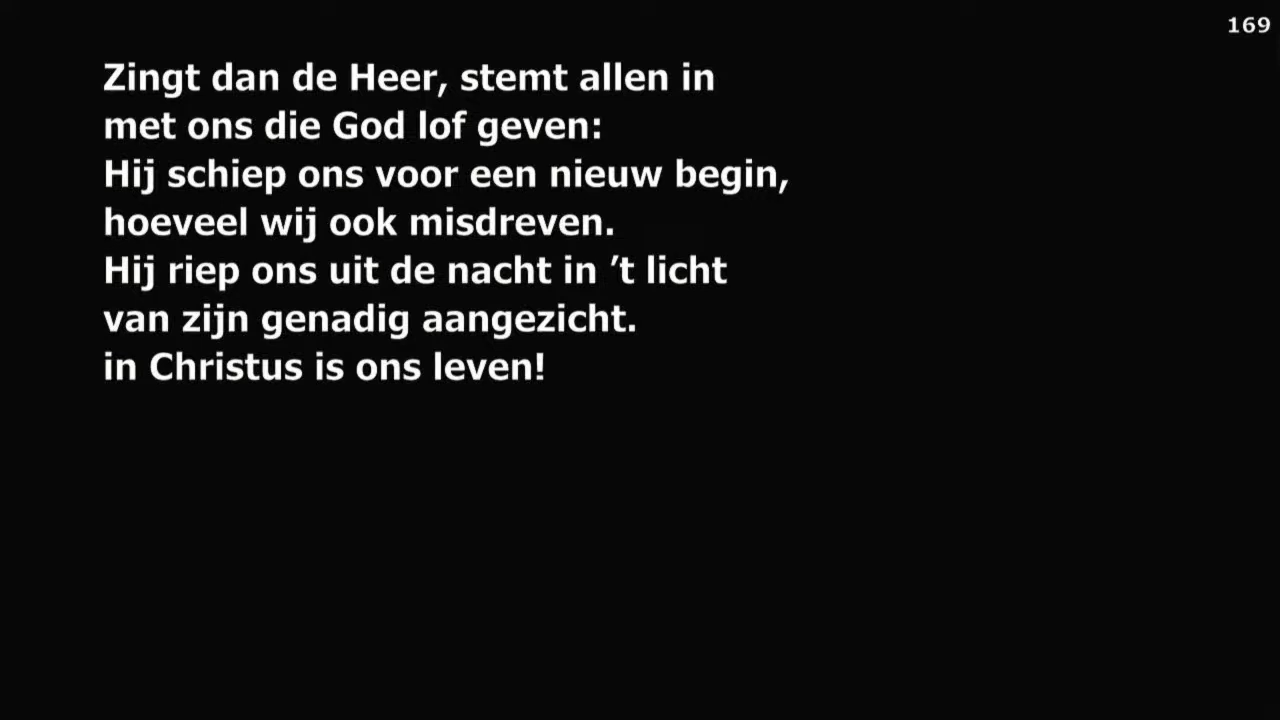 169
Zingt dan de Heer, stemt allen in
met ons die God lof geven:
Hij schiep ons voor een nieuw begin,
hoeveel wij ook misdreven.
Hij riep ons uit de nacht in ’t licht
van zijn genadig aangezicht.
in Christus is ons leven!